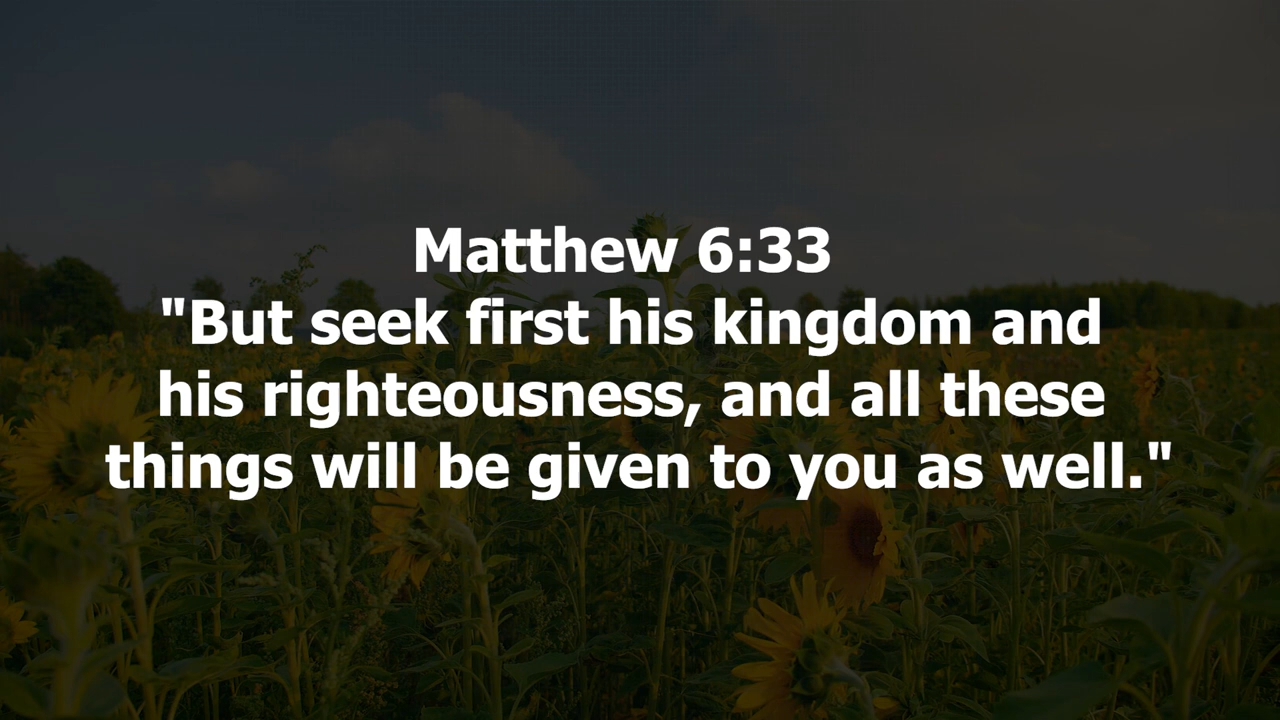 Matthew 6:33
"But seek first his kingdom and
his righteousness, and all these
things will be given to you as well."